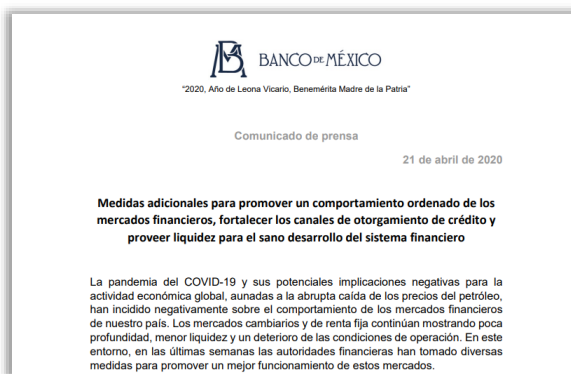 BM BANCO DE MÉXICO
"2020, Año de Leona Vicario, Benemérita Madre de la Patria"
Comunicado de prensa
21 de abril de 2020
Medidas adicionales para promover un comportamiento ordenado de los
mercados financieros, fortalecer los canales de otorgamiento de crédito y
proveer liquidez para el sano desarrollo del sistema financiero
La pandemia del COVID-19 y sus potenciales implicaciones negativas para la
actividad económica global, aunadas a la abrupta caída de los precios del petróleo,
han incidido negativamente sobre el comportamiento de los mercados financieros
de nuestro país. Los mercados cambiarios y de renta fija continúan mostrando poca
profundidad, menor liquidez y un deterioro de las condiciones de operación. En este
entorno, en las últimas semanas las autoridades financieras han tomado diversas
medidas para promover un mejor funcionamiento de estos mercados.